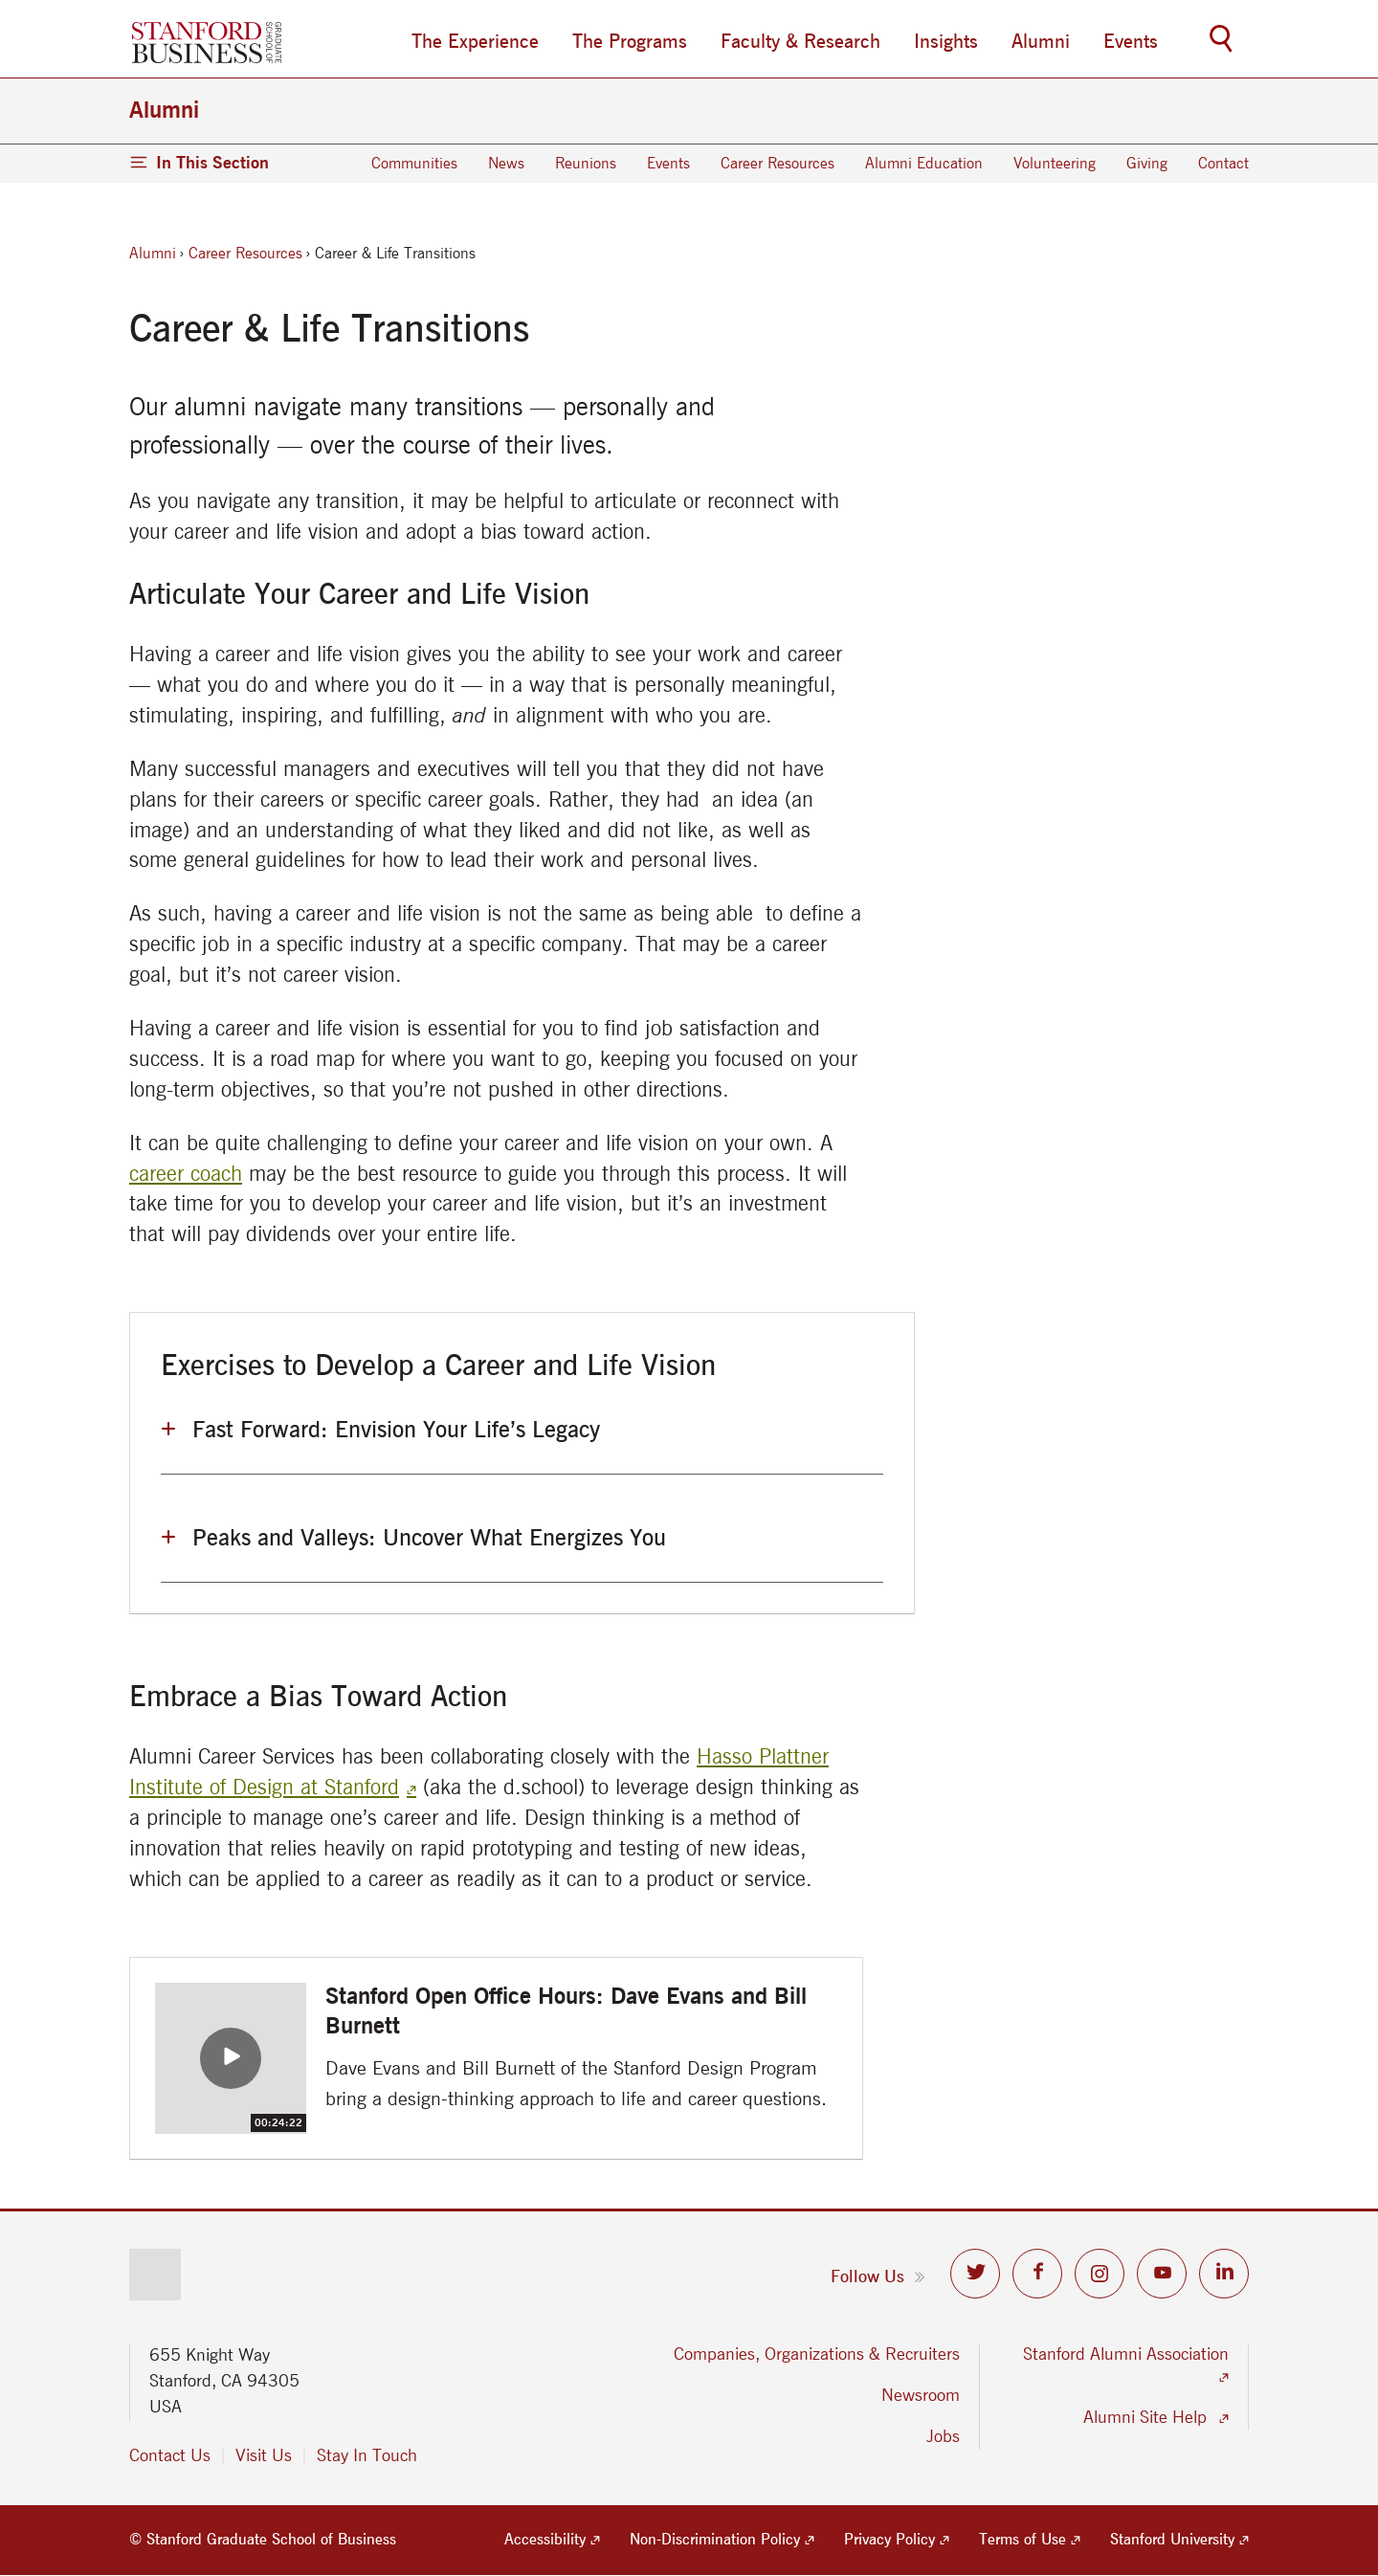 STANFORD
BUSINESS
GRADUATE
SCHOOL OF
The Experience The Programs Faculty & Research Insights Alumni Events
Alumni
In This Section Communities News Reunions Events Career Resources Alumni Education Volunteering Giving Contact
Alumni › Career Resources › Career & Life Transitions
Career & Life Transitions
Our alumni navigate many transitions — personally and
professionally — over the course of their lives.
As you navigate any transition, it may be helpful to articulate or reconnect with
your career and life vision and adopt a bias toward action.
Articulate Your Career and Life Vision
Having a career and life vision gives you the ability to see your work and career
— what you do and where you do it — in a way that is personally meaningful,
stimulating, inspiring, and fulfilling, and in alignment with who you are.
Many successful managers and executives will tell you that they did not have
plans for their careers or specific career goals. Rather, they had  an idea (an
image) and an understanding of what they liked and did not like, as well as
some general guidelines for how to lead their work and personal lives.
As such, having a career and life vision is not the same as being able  to define a
specific job in a specific industry at a specific company. That may be a career
goal, but it’s not career vision.
Having a career and life vision is essential for you to find job satisfaction and
success. It is a road map for where you want to go, keeping you focused on your
long-term objectives, so that you’re not pushed in other directions.
It can be quite challenging to define your career and life vision on your own. A
career coach may be the best resource to guide you through this process. It will
take time for you to develop your career and life vision, but it’s an investment
that will pay dividends over your entire life.
Exercises to Develop a Career and Life Vision
+ Fast Forward: Envision Your Life’s Legacy
+ Peaks and Valleys: Uncover What Energizes You
Embrace a Bias Toward Action
Alumni Career Services has been collaborating closely with the Hasso Plattner
Institute of Design at Stanford (aka the d.school) to leverage design thinking as
a principle to manage one’s career and life. Design thinking is a method of
innovation that relies heavily on rapid prototyping and testing of new ideas,
which can be applied to a career as readily as it can to a product or service.
00:24:22
Stanford Open Office Hours: Dave Evans and Bill
Burnett
Dave Evans and Bill Burnett of the Stanford Design Program
bring a design-thinking approach to life and career questions.
Follow Us »
655 Knight Way
Stanford, CA 94305
USA
Contact Us | Visit Us | Stay In Touch
Companies, Organizations & Recruiters
Newsroom
Jobs
Stanford Alumni Association
Alumni Site Help
© Stanford Graduate School of Business Accessibility Non-Discrimination Policy Privacy Policy Terms of Use Stanford University